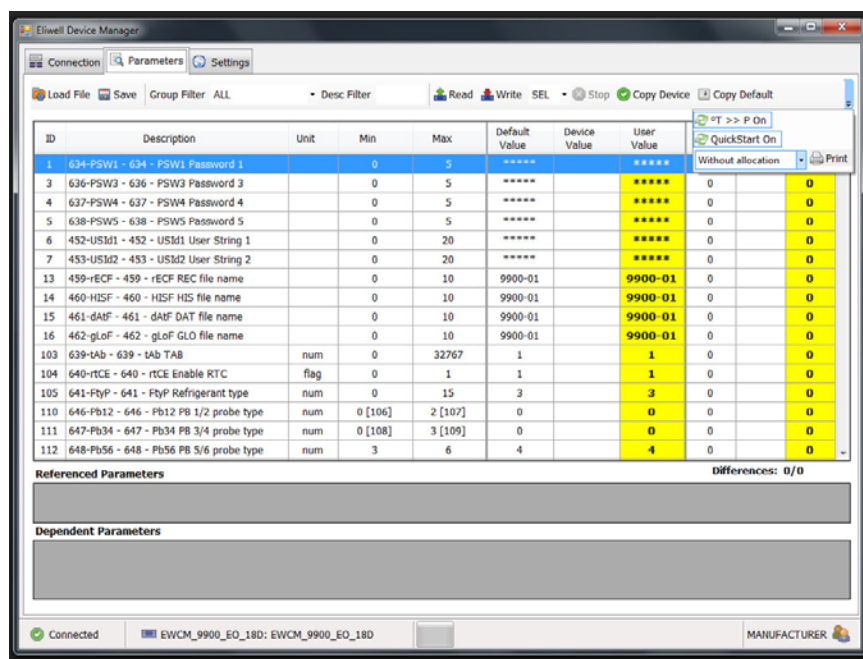 Eliwell Device Manager
Connection Parameters Settings
Load File Save Group Filter ALL Desc Filter Read Write SEL Stop Copy Device Copy Default
ºT >> P On
QuickStart On
Without allocation Print
ID Description Unit Min Max Default Value Device Value User Value
1 634-PSW1 - 634 - PSW1 Password 1 0 5 ***** *****
3 636-PSW3 - 636 - PSW3 Password 3 0 5 ***** ***** 0 0
4 637-PSW4 - 637 - PSW4 Password 4 0 5 ***** ***** 0 0
5 638-PSW5 - 638 - PSW5 Password 5 0 5 ***** ***** 0 0
6 452-USId1 - 452 - USId1 User String 1 0 20 ***** ***** 0 0
7 453-USId2 - 453 - USId2 User String 2 0 20 ***** ***** 0 0
13 459-rECF - 459 - rECF REC file name 0 10 9900-01 9900-01 0 0
14 460-HISF - 460 - HISF HIS file name 0 10 9900-01 9900-01 0 0
15 461-dAtF - 461 - dAtF DAT file name 0 10 9900-01 9900-01 0 0
16 462-gLoF - 462 - gLoF GLO file name 0 10 9900-01 9900-01 0 0
103 639-tAb - 639 - tAb TAB num 0 32767 1 1 0 0
104 640-rtCE - 640 - rtCE Enable RTC flag 0 1 1 1 0 0
105 641-FtyP - 641 - FtyP Refrigerant type num 0 15 3 3 0 0
110 646-Pb12 - 646 - Pb12 PB 1/2 probe type num 0 [106] 2 [107] 0 0 0 0
111 647-Pb34 - 647 - Pb34 PB 3/4 probe type num 0 [108] 3 [109] 0 0 0 0
112 648-Pb56 - 648 - Pb56 PB 5/6 probe type num 3 6 4 4 0 0
Referenced Parameters Differences: 0/0
Dependent Parameters
Connected EWCM_9900_EO_18D: EWCM_9900_EO_18D MANUFACTURER